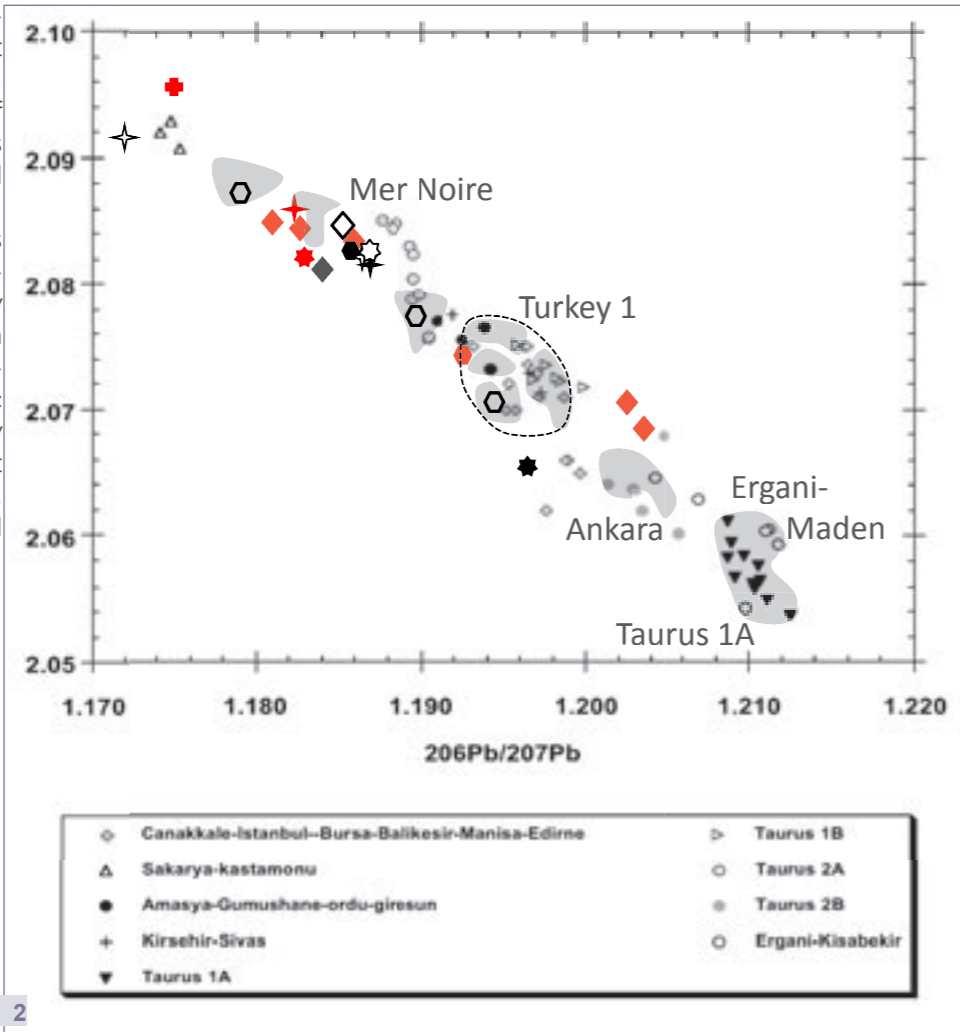 2.10
2.09
Mer Noire
2.08
Turkey 1
2.07
Ergani-
Maden
Ankara
2.06
Taurus 1A
2.05
1.170 1.180 1.190 1.200 1.210 1.220
206Pb/207Pb
Canakkale-Istanbul--Bursa-Balikesir-Manisa-Edirne
Sakarya-kastamonu
Amasya-Gumushane-ordu-giresun
Kirsehir-Sivas
Taurus 1A
Taurus 1B
Taurus 2A
Taurus 2B
Ergani-Kisabekir
2